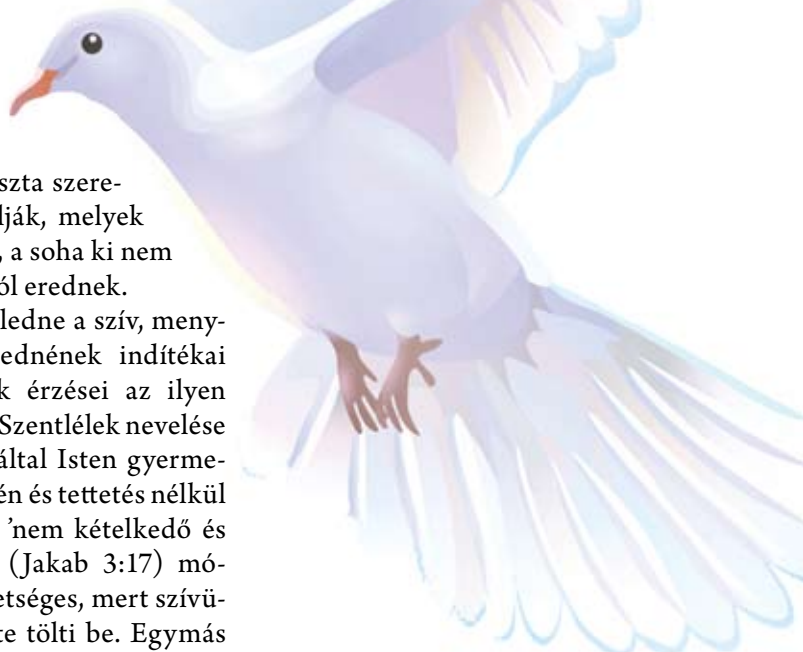 szta szere-
lják, melyek
, a soha ki nem
ól erednek.
ledne a szív, meny-
ednének indítékai
k érzései az ilyen
Szentlélek nevelése
által Isten gyerme-
én és tettetés nélkül
’nem kételkedő és
(Jakab 3:17) mó-
etséges, mert szívü-
te tölti be. Egymás